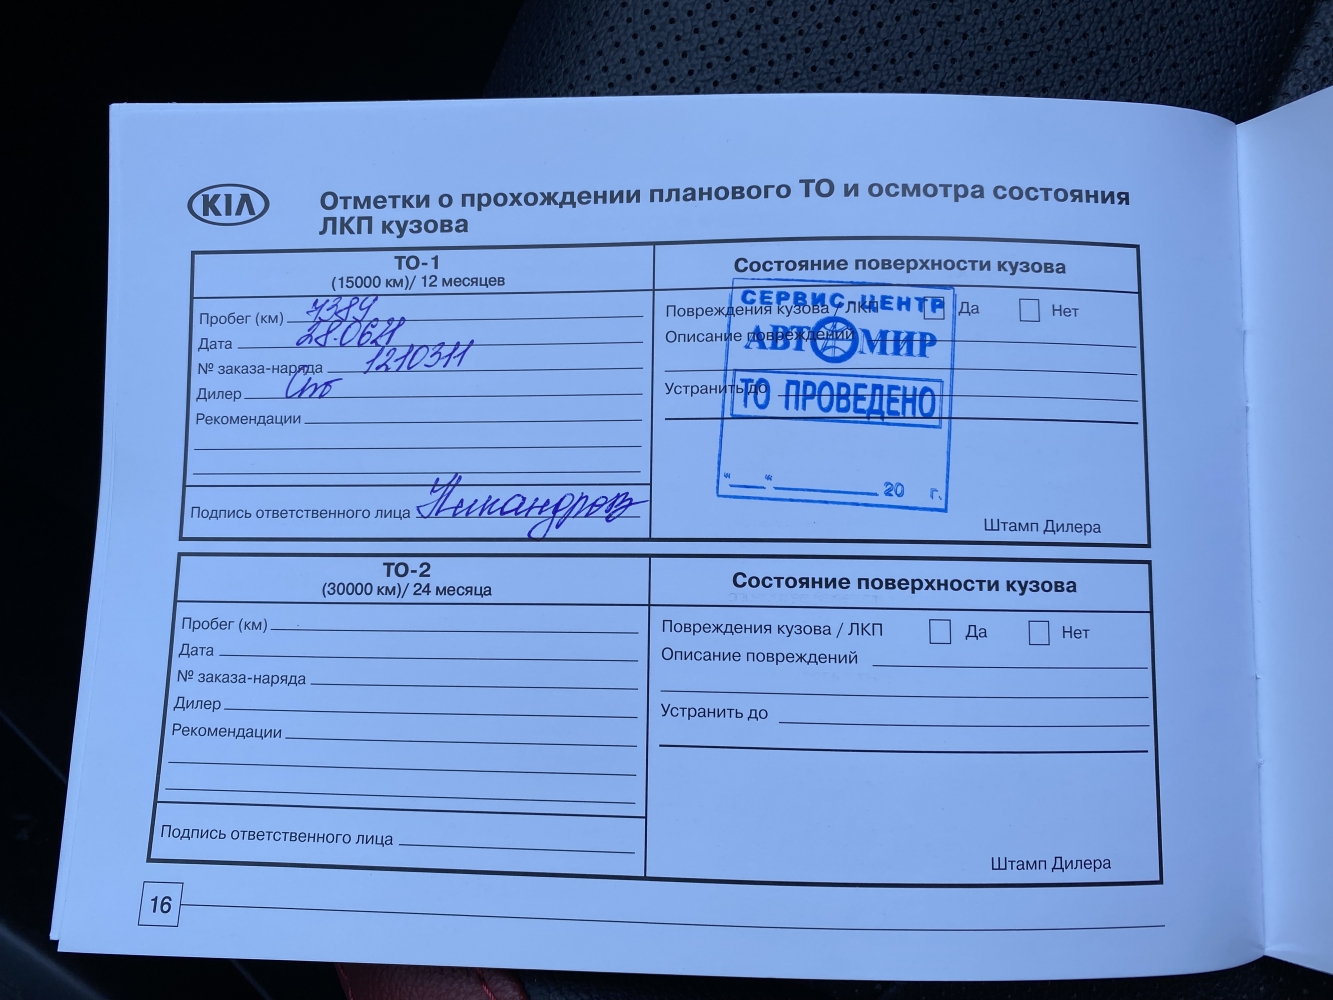 KIA
Отметки о прохождении планового ТО и осмотра состояния
ЛКП кузова
ТО-1
(15000 км)/ 12 месяцев
Пробег (км) 7384
Дата 28.0621
№ заказа-наряда 1210311
Дилер
Рекомендации
Подпись ответственного лица Никандров
Состояние поверхности кузова
Повреждения кузова / ЛКП Да Нет
Описание повреждений
Устранить до
СЕРВИС-ЦЕНТР
АВТОМИР
ТО ПРОВЕДЕНО
" " 20 г.
Штамп Дилера
ТО-2
(30000 км)/ 24 месяца
Пробег (км)
Дата
№ заказа-наряда
Дилер
Рекомендации
Подпись ответственного лица
Состояние поверхности кузова
Повреждения кузова / ЛКП Да Нет
Описание повреждений
Устранить до
Штамп Дилера
16